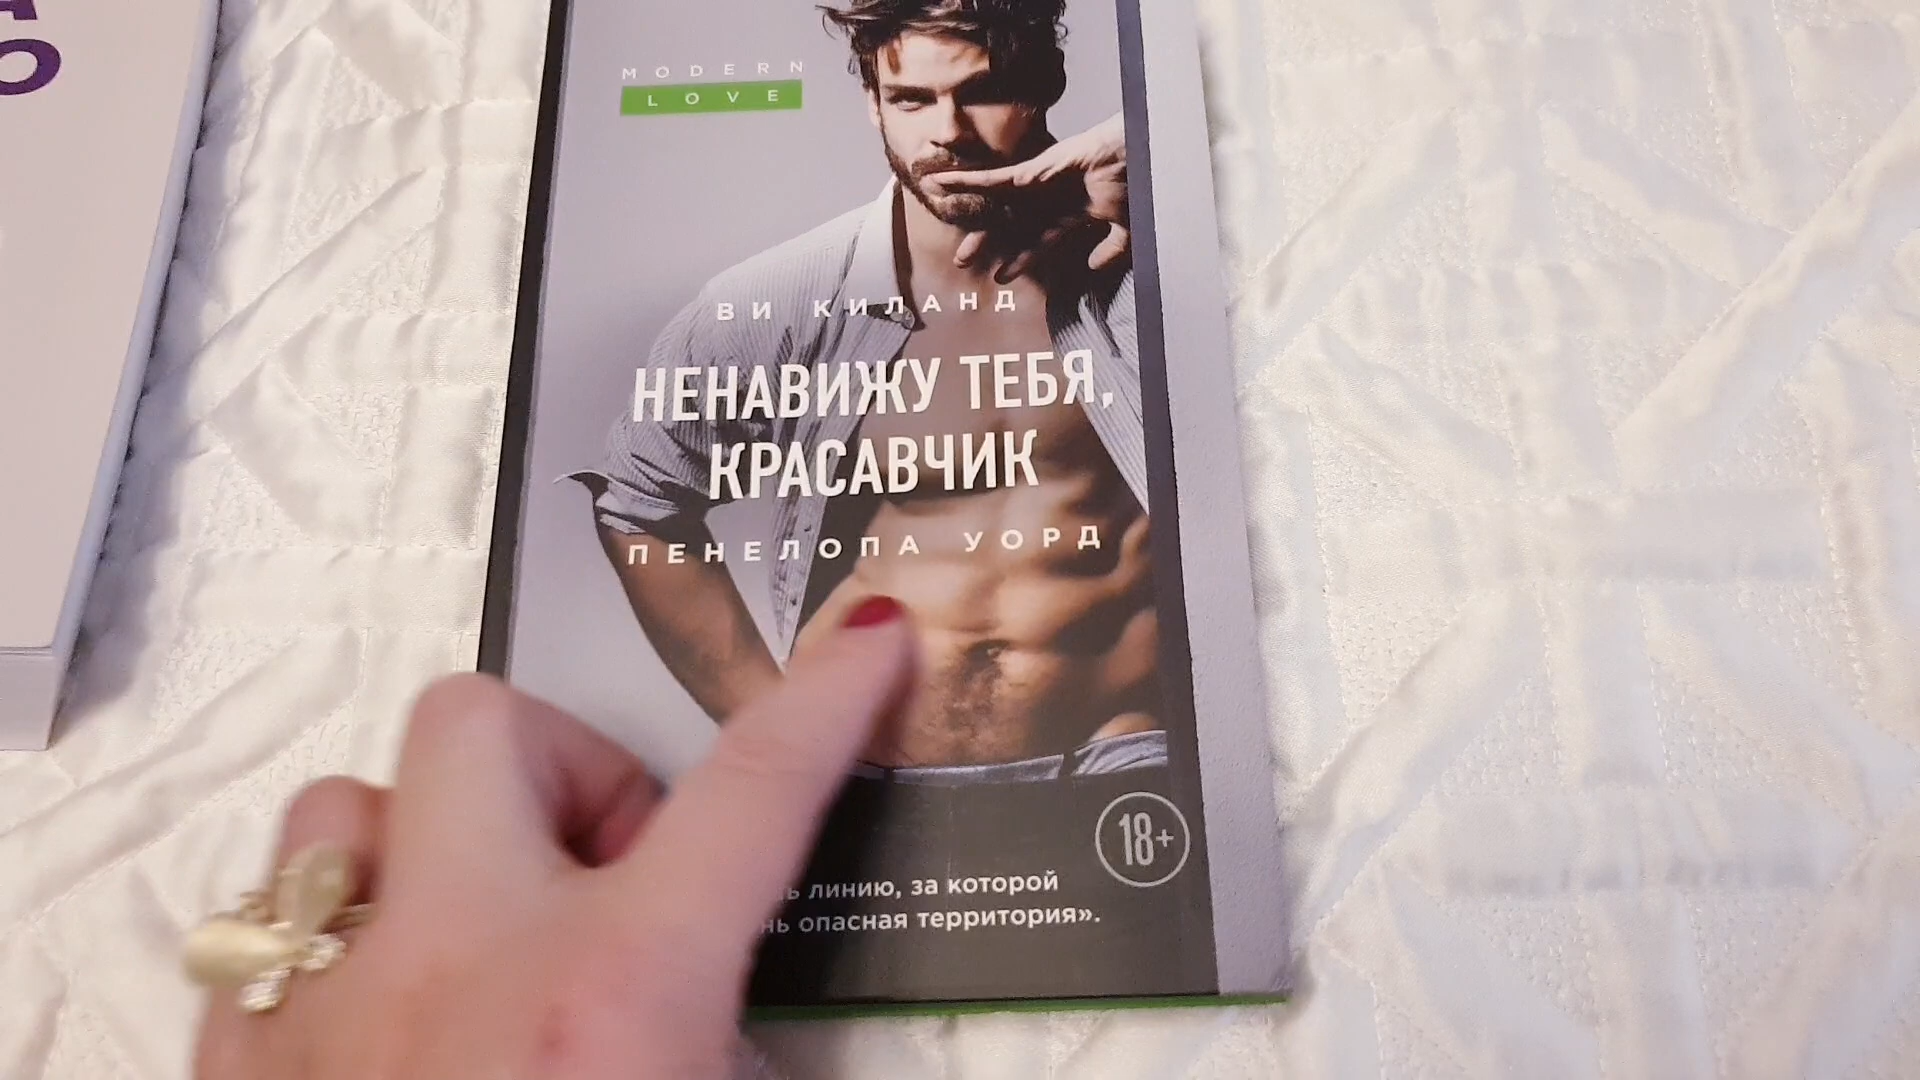 О
MODERN
LOVE
ВИ КИЛАНД
НЕНАВИЖУ ТЕБЯ,
КРАСАВЧИК
ПЕНЕЛОПА УОРД
18+
линию, за которой
опасная территория».